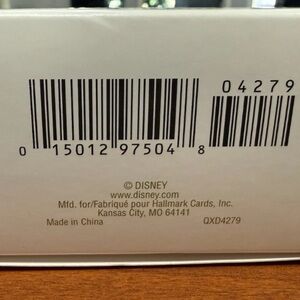 04279
0 15012 97504 8
© DISNEY
www.disney.com
Mfd. for/Fabriqué pour Hallmark Cards, Inc.
Kansas City, MO 64141
Made in China QXD4279